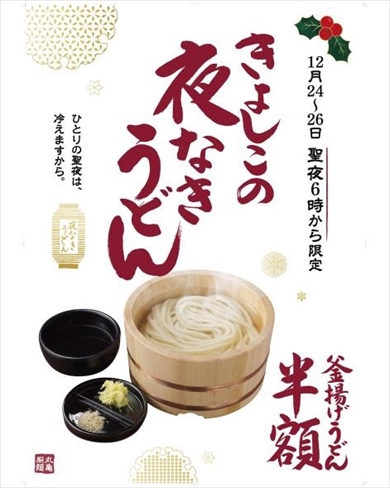 きよしこの
夜なき
うどん
12月24〜26日
聖夜6時から限定
ひとりの聖夜は、
冷えますから。
夜なき
うどん
釜揚げうどん
半額
丸亀
製麺